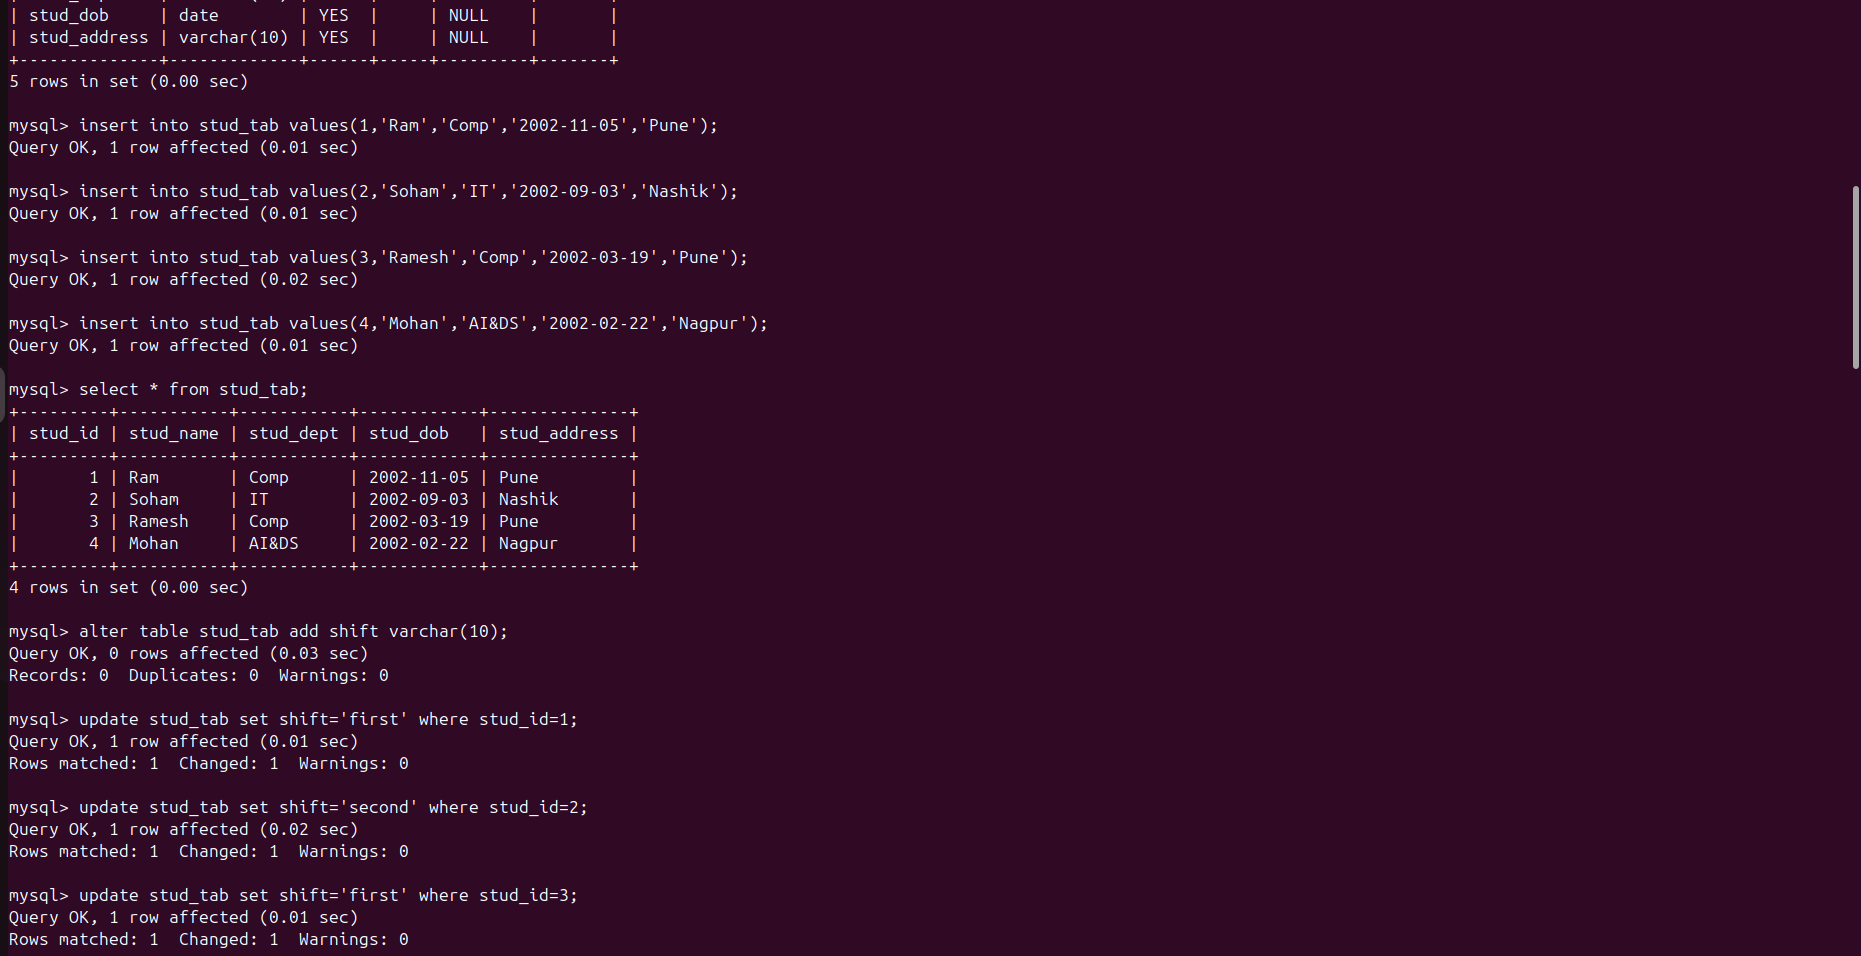 | stud_dob     | date        | YES  |     | NULL    |       |
| stud_address | varchar(10) | YES  |     | NULL    |       |
+--------------+-------------+------+-----+---------+-------+
5 rows in set (0.00 sec)

mysql> insert into stud_tab values(1,'Ram','Comp','2002-11-05','Pune');
Query OK, 1 row affected (0.01 sec)

mysql> insert into stud_tab values(2,'Soham','IT','2002-09-03','Nashik');
Query OK, 1 row affected (0.01 sec)

mysql> insert into stud_tab values(3,'Ramesh','Comp','2002-03-19','Pune');
Query OK, 1 row affected (0.02 sec)

mysql> insert into stud_tab values(4,'Mohan','AI&DS','2002-02-22','Nagpur');
Query OK, 1 row affected (0.01 sec)

mysql> select * from stud_tab;
+---------+-----------+-----------+------------+--------------+
| stud_id | stud_name | stud_dept | stud_dob   | stud_address |
+---------+-----------+-----------+------------+--------------+
|       1 | Ram       | Comp      | 2002-11-05 | Pune         |
|       2 | Soham     | IT        | 2002-09-03 | Nashik       |
|       3 | Ramesh    | Comp      | 2002-03-19 | Pune         |
|       4 | Mohan     | AI&DS     | 2002-02-22 | Nagpur       |
+---------+-----------+-----------+------------+--------------+
4 rows in set (0.00 sec)

mysql> alter table stud_tab add shift varchar(10);
Query OK, 0 rows affected (0.03 sec)
Records: 0  Duplicates: 0  Warnings: 0

mysql> update stud_tab set shift='first' where stud_id=1;
Query OK, 1 row affected (0.01 sec)
Rows matched: 1  Changed: 1  Warnings: 0

mysql> update stud_tab set shift='second' where stud_id=2;
Query OK, 1 row affected (0.02 sec)
Rows matched: 1  Changed: 1  Warnings: 0

mysql> update stud_tab set shift='first' where stud_id=3;
Query OK, 1 row affected (0.01 sec)
Rows matched: 1  Changed: 1  Warnings: 0